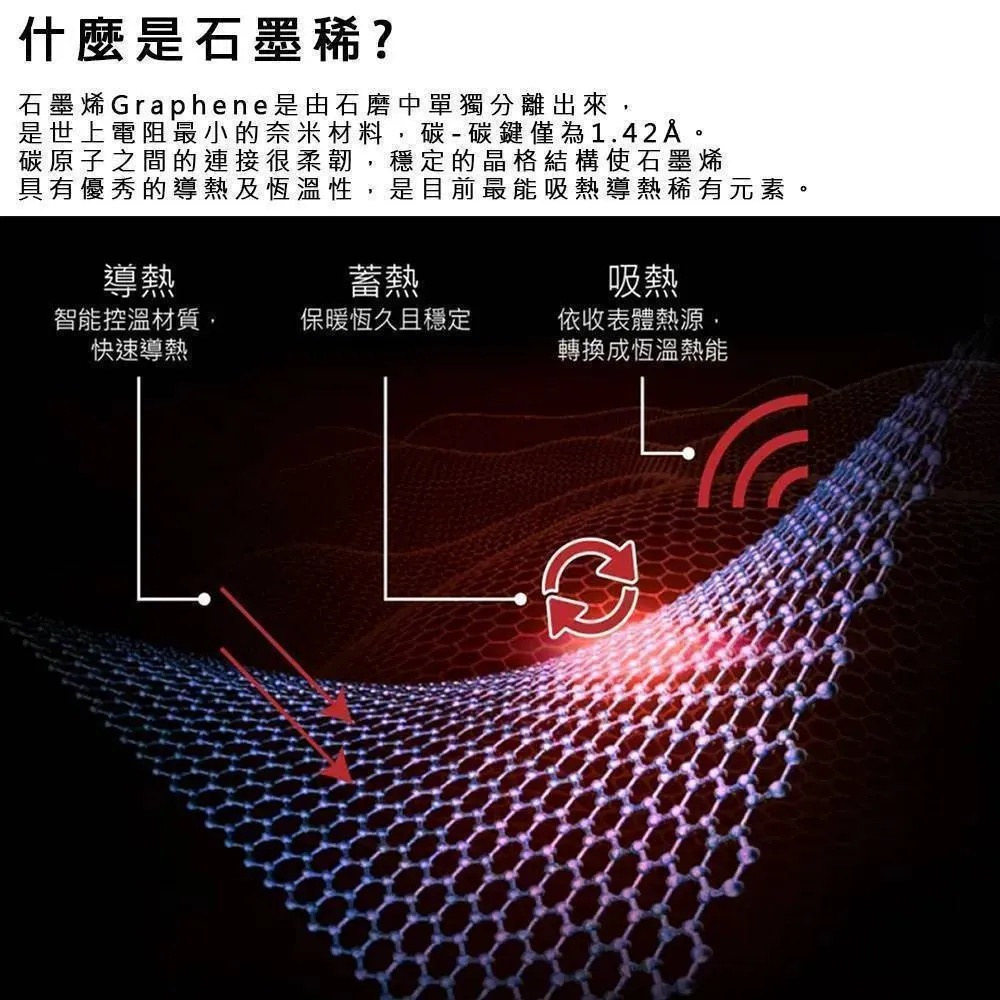 什麼是石墨稀?
石墨烯Graphene是由石磨中單獨分離出來，
是世上電阻最小的奈米材料，碳-碳鍵僅為1.42Å。
碳原子之間的連接很柔韌，穩定的晶格結構使石墨烯
具有優秀的導熱及恆溫性，是目前最能吸熱導熱稀有元素。
導熱
智能控溫材質，
快速導熱
蓄熱
保暖恆久且穩定
吸熱
依收表體熱源，
轉換成恆溫熱能